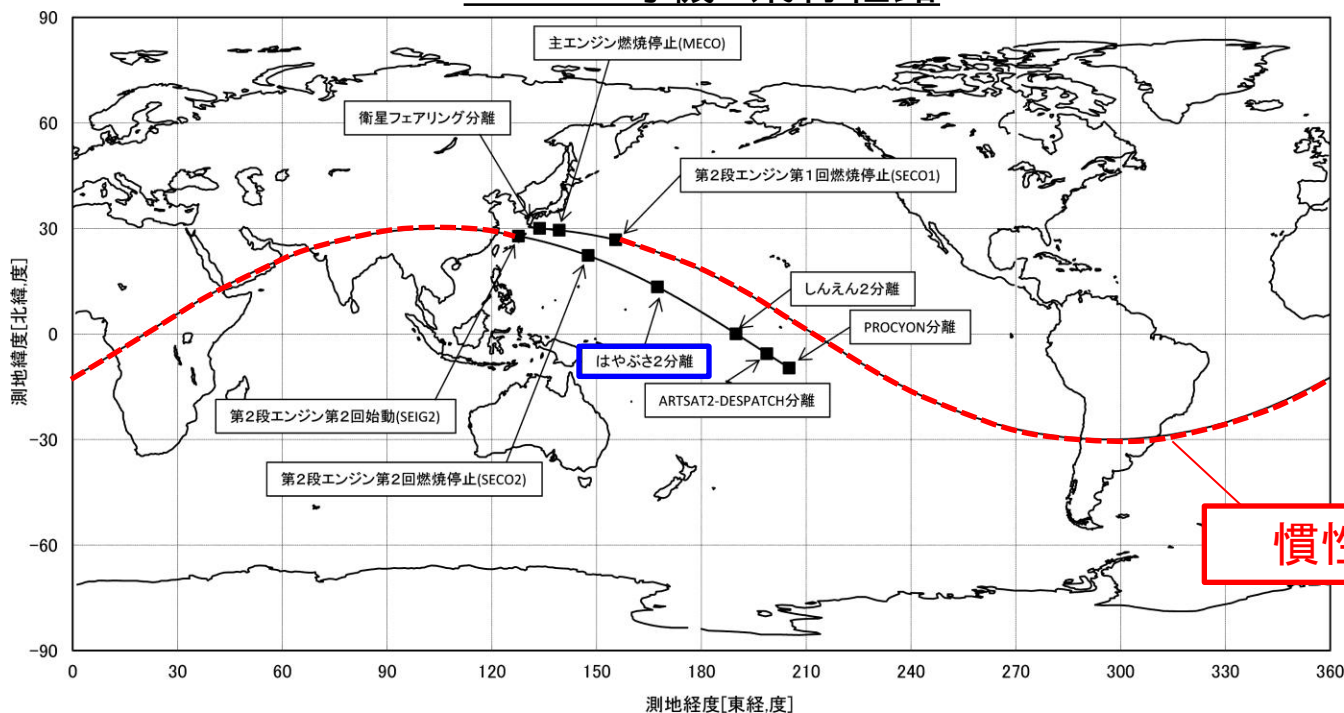 90
60
30
0
−30
−60
−90
測地緯度[北緯,度]
主エンジン燃焼停止(MECO)
衛星フェアリング分離
第2段エンジン第1回燃焼停止(SECO1)
しんえん2分離
PROCYON分離
はやぶさ2分離
ARTSAT2-DESPATCH分離
第2段エンジン第2回始動(SEIG2)
第2段エンジン第2回燃焼停止(SECO2)
慣性
0 30 60 90 120 150 180 210 240 270 300 330 360
測地経度[東経,度]